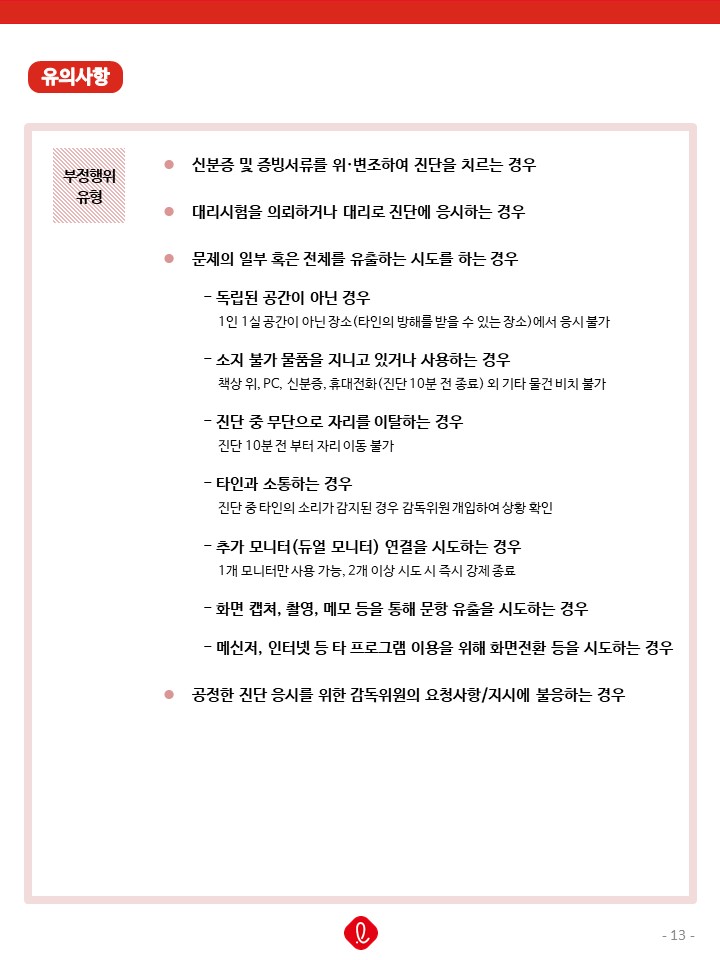 유의사항
부정행위
유형
● 신분증 및 증빙서류를 위·변조하여 진단을 치르는 경우
● 대리시험을 의뢰하거나 대리로 진단에 응시하는 경우
● 문제의 일부 혹은 전체를 유출하는 시도를 하는 경우
- 독립된 공간이 아닌 경우
1인 1실 공간이 아닌 장소(타인의 방해를 받을 수 있는 장소)에서 응시 불가
- 소지 불가 물품을 지니고 있거나 사용하는 경우
책상 위, PC, 신분증, 휴대전화(진단 10분 전 종료) 외 기타 물건 비치 불가
- 진단 중 무단으로 자리를 이탈하는 경우
진단 10분 전 부터 자리 이동 불가
- 타인과 소통하는 경우
진단 중 타인의 소리가 감지된 경우 감독위원 개입하여 상황 확인
- 추가 모니터(듀얼 모니터) 연결을 시도하는 경우
1개 모니터만 사용 가능, 2개 이상 시도 시 즉시 강제 종료
- 화면 캡쳐, 촬영, 메모 등을 통해 문항 유출을 시도하는 경우
- 메신저, 인터넷 등 타 프로그램 이용을 위해 화면전환 등을 시도하는 경우
● 공정한 진단 응시를 위한 감독위원의 요청사항/지시에 불응하는 경우
- 13 -